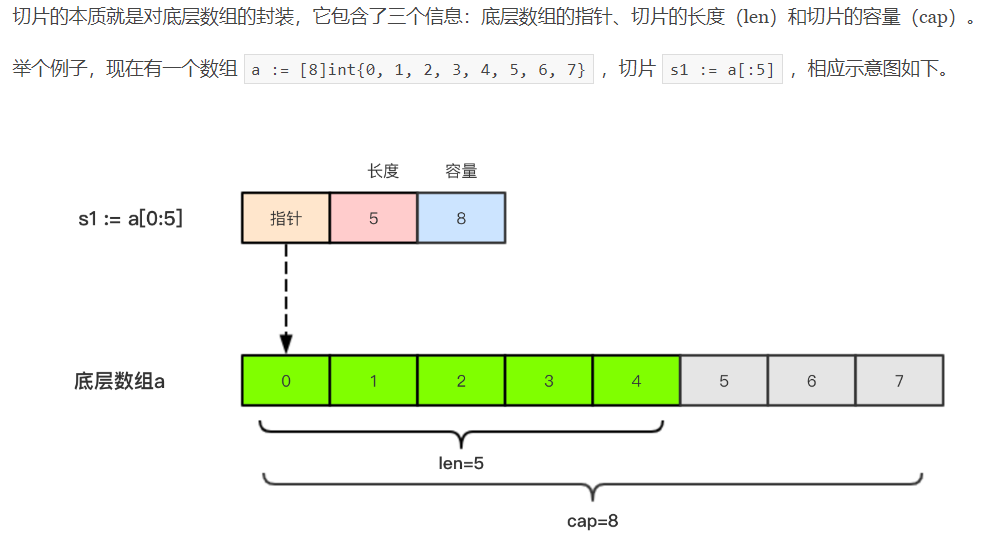 切片的本质就是对底层数组的封装，它包含了三个信息：底层数组的指针、切片的长度（len）和切片的容量（cap）。
举个例子，现在有一个数组 a := [8]int{0, 1, 2, 3, 4, 5, 6, 7} ，切片 s1 := a[:5] ，相应示意图如下。
长度 容量
s1 := a[0:5] 指针 5 8
底层数组a 0 1 2 3 4 5 6 7
len=5
cap=8